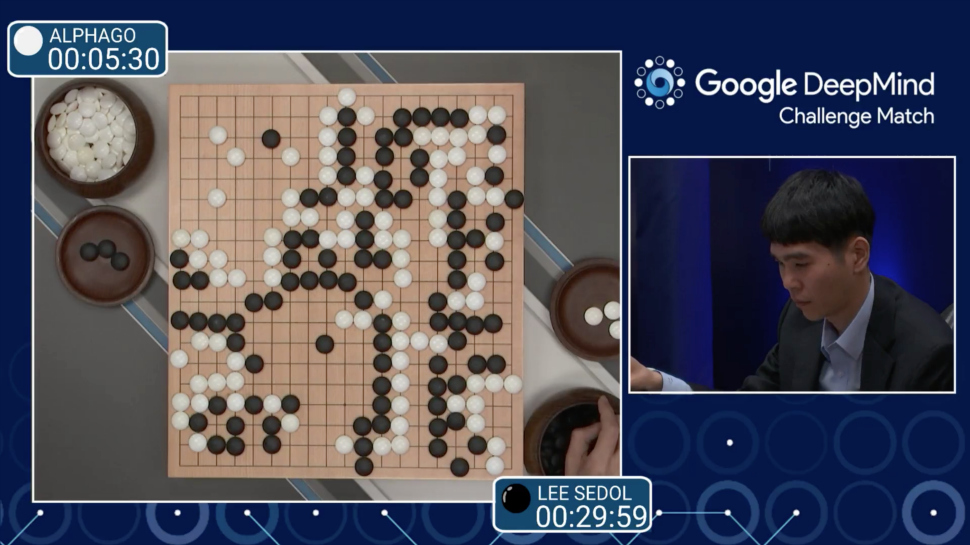 ALPHAGO
00:05:30
Google DeepMind
Challenge Match
LEE SEDOL
00:29:59